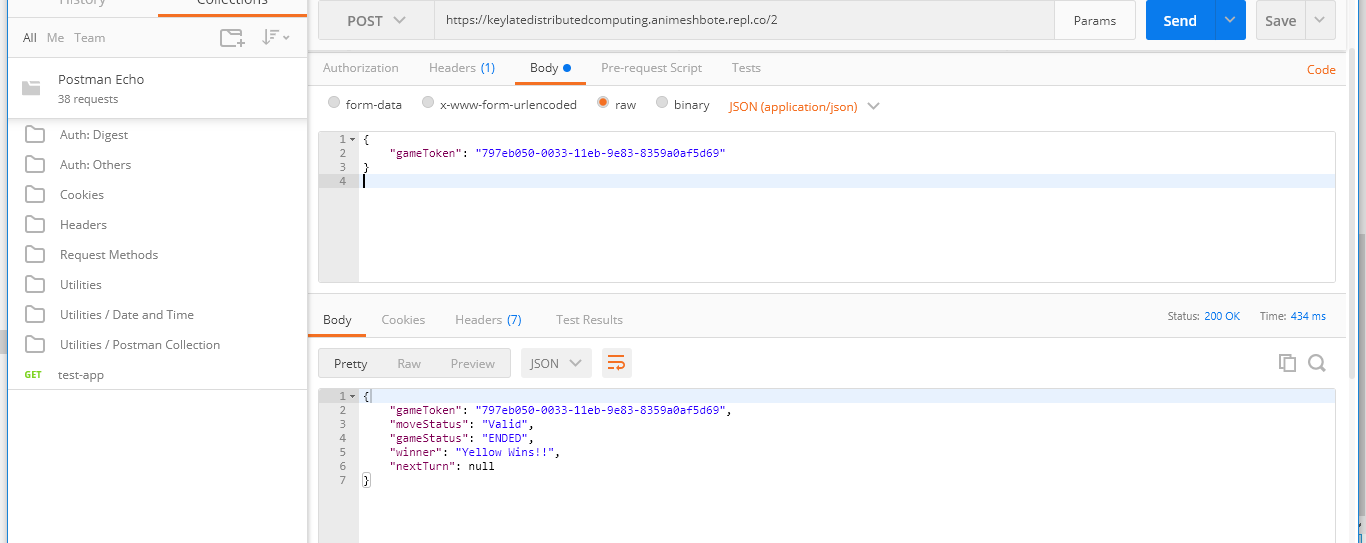 History Collections
All Me Team
Postman Echo
38 requests
Auth: Digest
Auth: Others
Cookies
Headers
Request Methods
Utilities
Utilities / Date and Time
Utilities / Postman Collection
GET test-app
POST https://keylatedistributedcomputing.animeshbote.repl.co/2 Params Send Save
Authorization Headers (1) Body Pre-request Script Tests Code
form-data x-www-form-urlencoded raw binary JSON (application/json)
1 {
2 "gameToken": "797eb050-0033-11eb-9e83-8359a0af5d69"
3 }
4
Body Cookies Headers (7) Test Results Status: 200 OK Time: 434 ms
Pretty Raw Preview JSON
1 {
2 "gameToken": "797eb050-0033-11eb-9e83-8359a0af5d69",
3 "moveStatus": "Valid",
4 "gameStatus": "ENDED",
5 "winner": "Yellow Wins!!",
6 "nextTurn": null
7 }